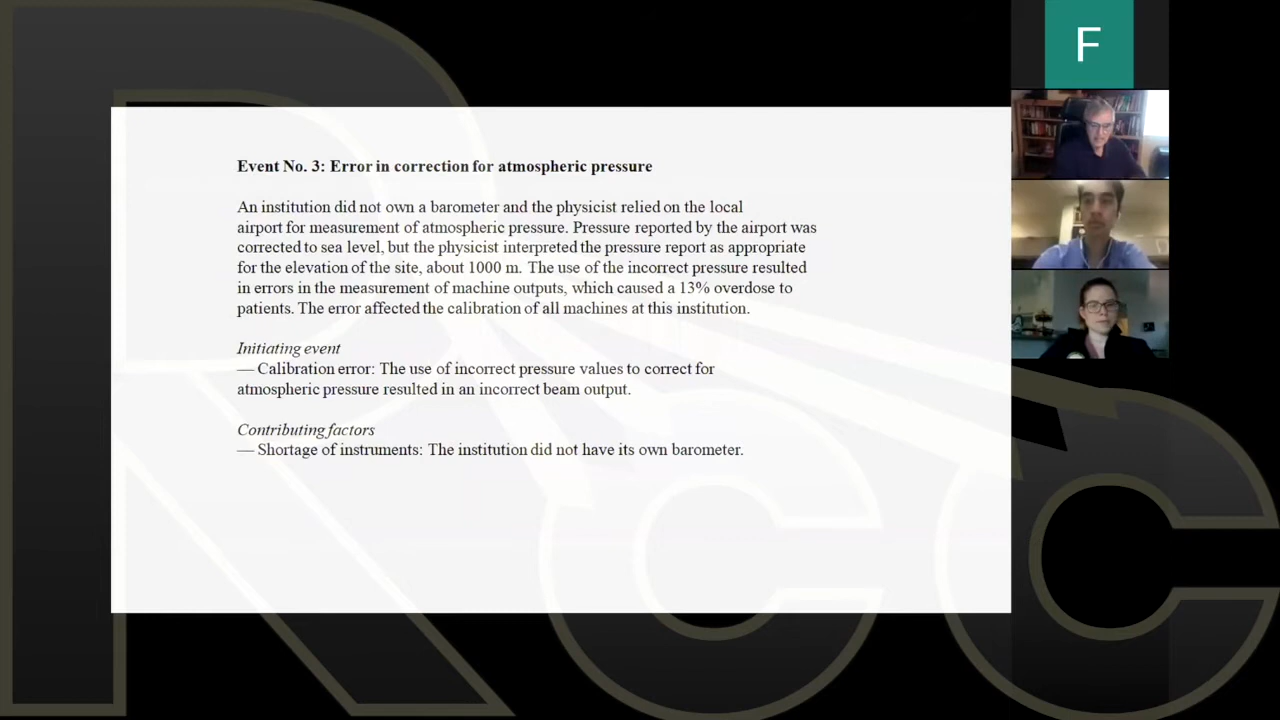 F
Event No. 3: Error in correction for atmospheric pressure
An institution did not own a barometer and the physicist relied on the local
airport for measurement of atmospheric pressure. Pressure reported by the airport was
corrected to sea level, but the physicist interpreted the pressure report as appropriate
for the elevation of the site, about 1000 m. The use of the incorrect pressure resulted
in errors in the measurement of machine outputs, which caused a 13% overdose to
patients. The error affected the calibration of all machines at this institution.
Initiating event
— Calibration error: The use of incorrect pressure values to correct for
atmospheric pressure resulted in an incorrect beam output.
Contributing factors
— Shortage of instruments: The institution did not have its own barometer.
RCC